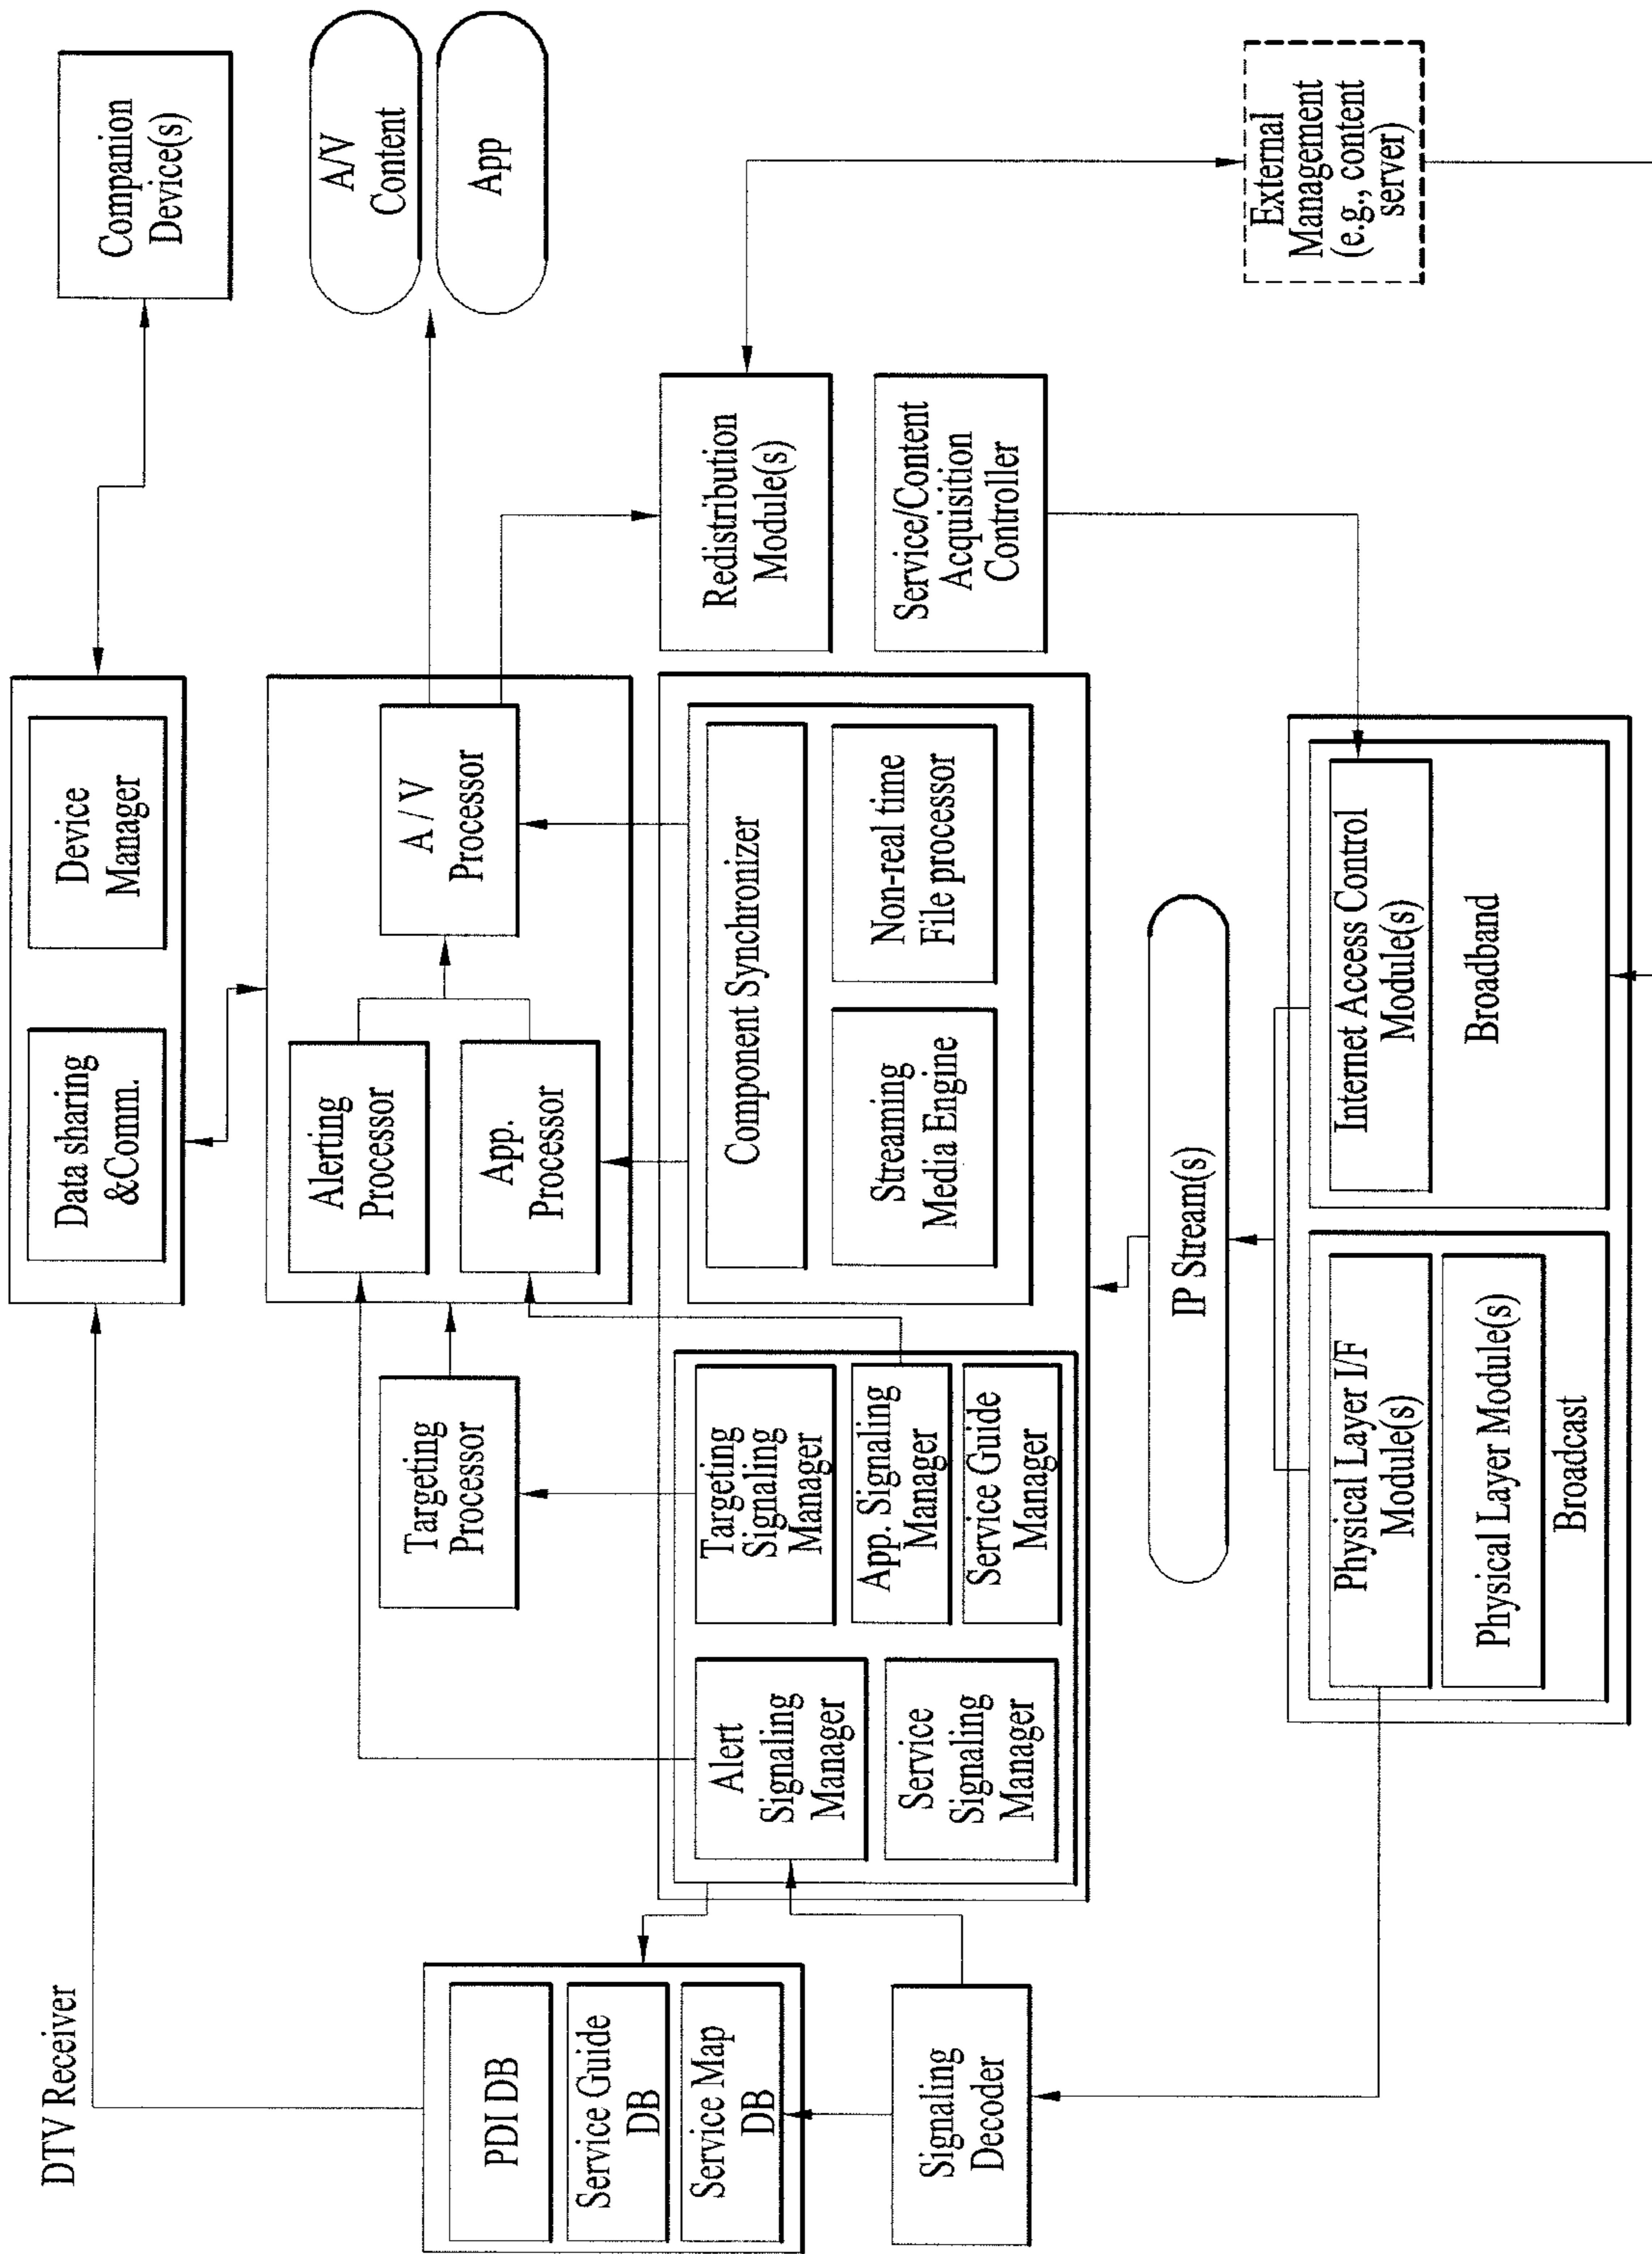 DTV Receiver
Data sharing
&Comm.
Device
Manager
Companion
Device(s)
PDI DB
Service Guide
DB
Service Map
DB
Targeting
Processor
Alerting
Processor
App.
Processor
A / V
Processor
A/V
Content
App
Signaling
Decoder
Alert
Signaling
Manager
Targeting
Signaling
Manager
Service
Signaling
Manager
App. Signaling
Manager
Service Guide
Manager
Component Synchronizer
Streaming
Media Engine
Non-real time
File processor
Redistribution
Module(s)
Service/Content
Acquisition
Controller
IP Stream(s)
Physical Layer I/F
Module(s)
Physical Layer Module(s)
Broadcast
Internet Access Control
Module(s)
Broadband
External
Management
(e.g., content
server)